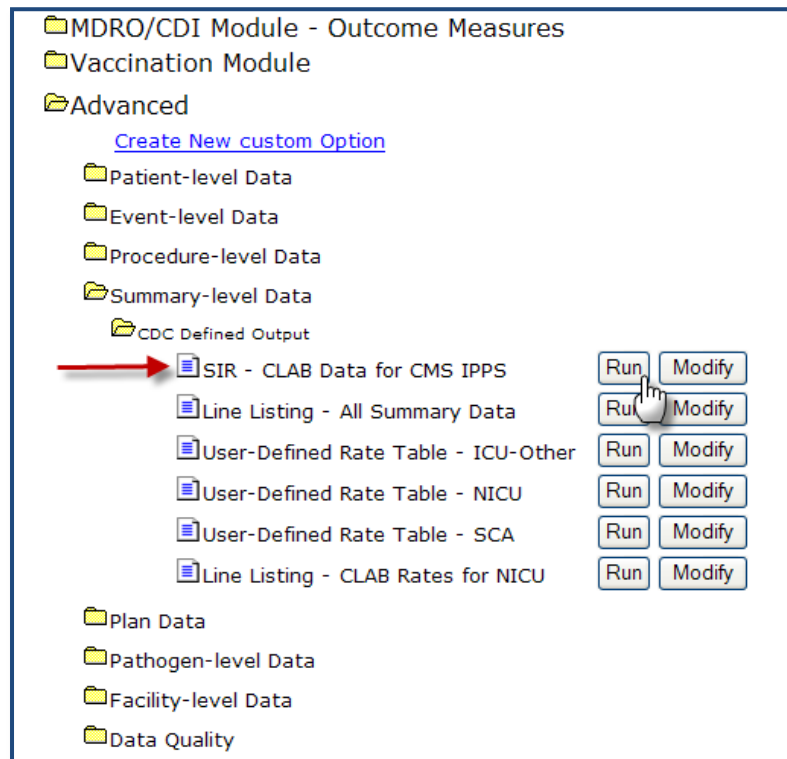 MDRO/CDI Module - Outcome Measures
Vaccination Module
Advanced
Create New custom Option
Patient-level Data
Event-level Data
Procedure-level Data
Summary-level Data
CDC Defined Output
SIR - CLAB Data for CMS IPPS Run Modify
Line Listing - All Summary Data Run Modify
User-Defined Rate Table - ICU-Other Run Modify
User-Defined Rate Table - NICU Run Modify
User-Defined Rate Table - SCA Run Modify
Line Listing - CLAB Rates for NICU Run Modify
Plan Data
Pathogen-level Data
Facility-level Data
Data Quality